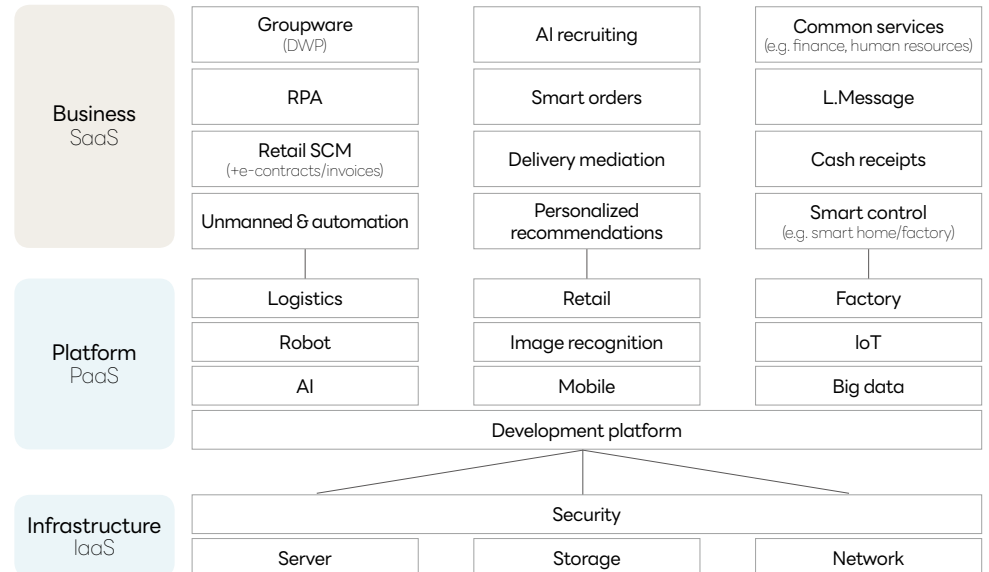 Business
SaaS
Groupware
(DWP)
AI recruiting
Common services
(e.g. finance, human resources)
RPA
Smart orders
L.Message
Retail SCM
(+e-contracts/invoices)
Delivery mediation
Cash receipts
Unmanned & automation
Personalized
recommendations
Smart control
(e.g. smart home/factory)
Platform
PaaS
Logistics
Retail
Factory
Robot
Image recognition
IoT
AI
Mobile
Big data
Development platform
Infrastructure
IaaS
Security
Server
Storage
Network